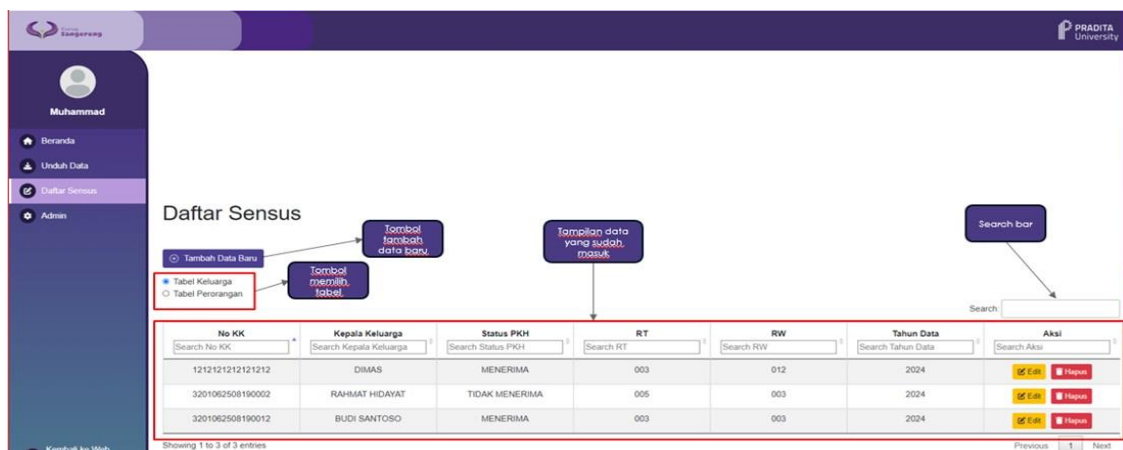 Tangerang
PRADITA
University
Muhammad
Beranda
Unduh Data
Daftar Sensus
Admin
Kembali ke Web
Daftar Sensus
Tambah Data Baru
Tombol
tambah
data baru
Tabel Keluarga
Tabel Perorangan
Tombol
memilih
tabel
Tampilan data
yang sudah
masuk
Search bar
Search:
No KK Kepala Keluarga Status PKH RT RW Tahun Data Aksi
Search No KK Search Kepala Keluarga Search Status PKH Search RT Search RW Search Tahun Data Search Aksi
1212121212121212 DIMAS MENERIMA 003 012 2024 Edit Hapus
3201062508190002 RAHMAT HIDAYAT TIDAK MENERIMA 005 003 2024 Edit Hapus
3201062508190012 BUDI SANTOSO MENERIMA 003 003 2024 Edit Hapus
Showing 1 to 3 of 3 entries
Previous 1 Next